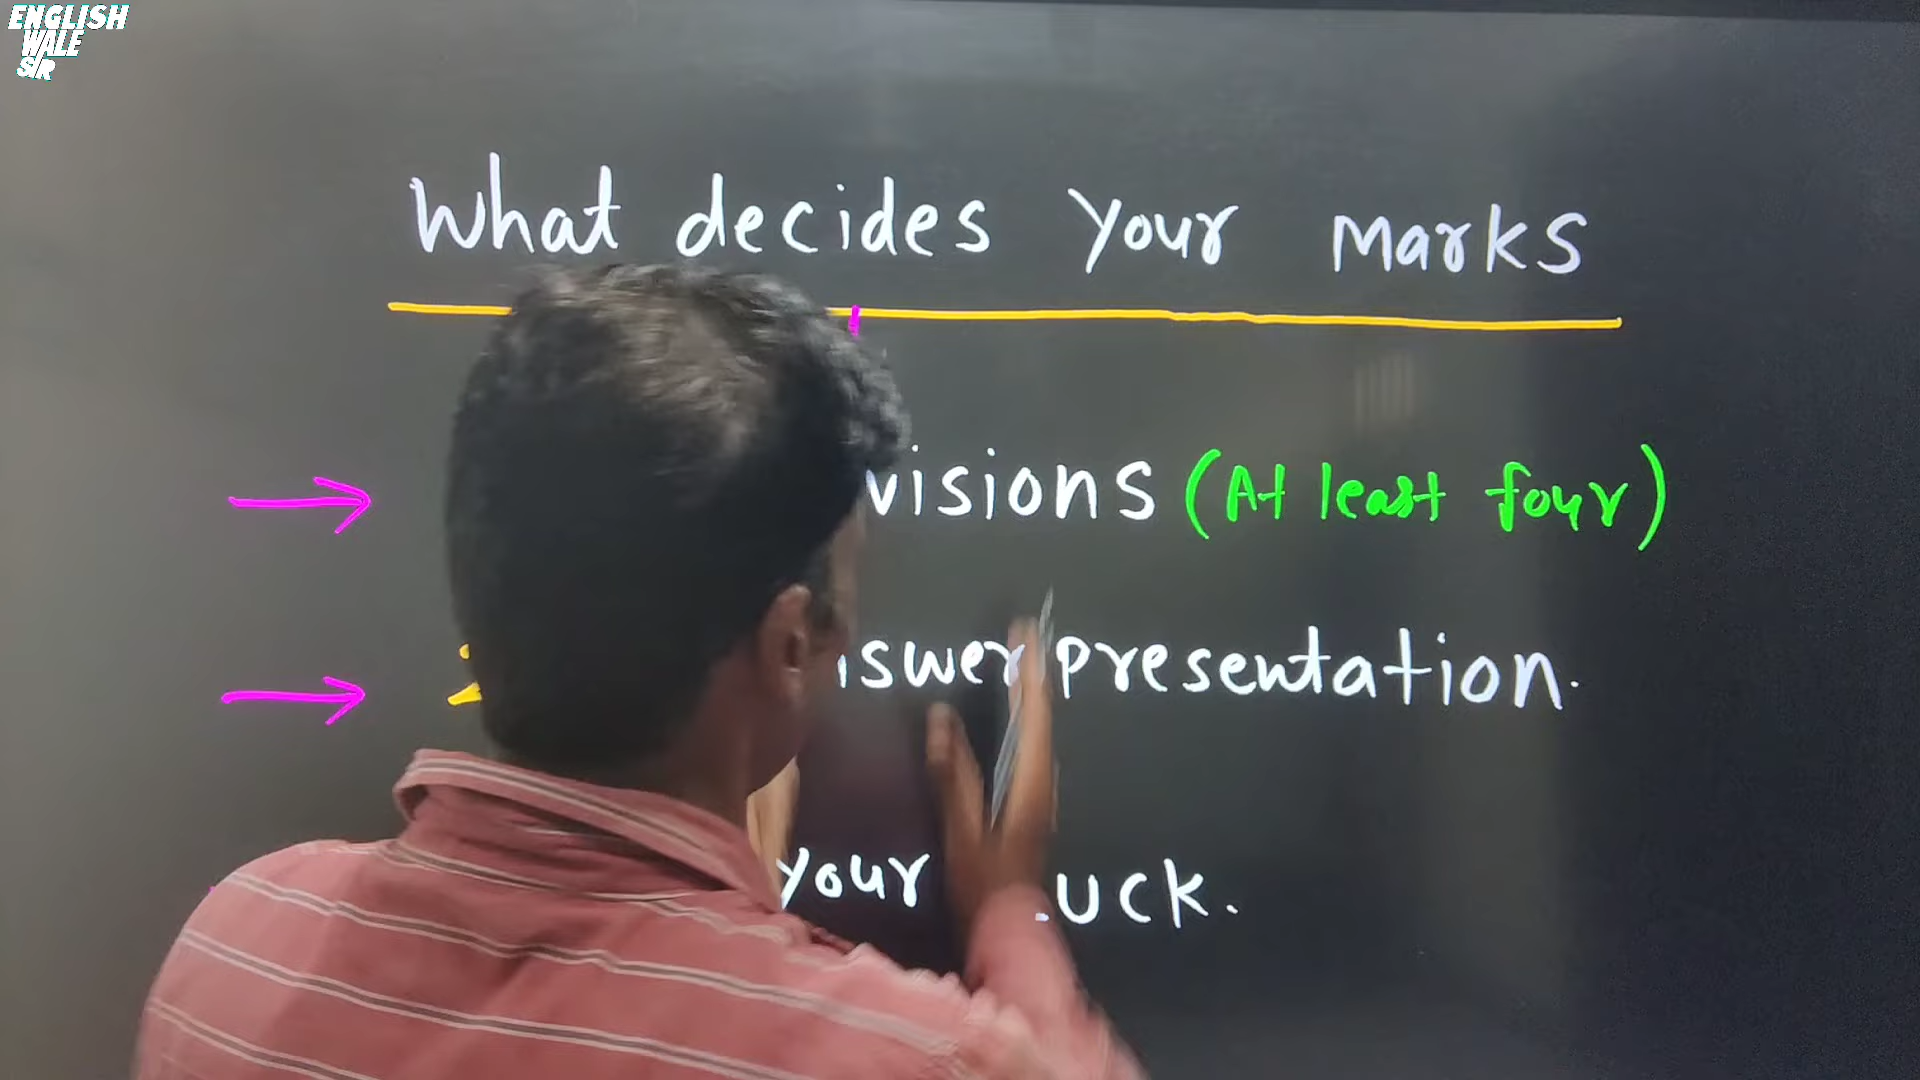 ENGLISH
WALE
SIR
What decides your marks
visions (At least four)
swer presentation.
your uck.